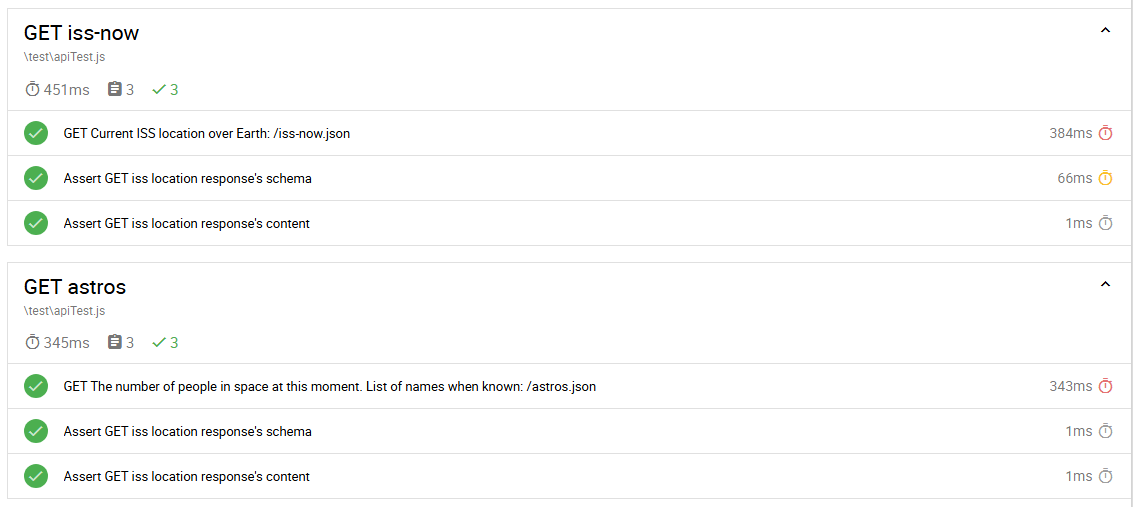 GET iss-now
\test\apiTest.js
451ms 3 3
GET Current ISS location over Earth: /iss-now.json 384ms
Assert GET iss location response's schema 66ms
Assert GET iss location response's content 1ms
GET astros
\test\apiTest.js
345ms 3 3
GET The number of people in space at this moment. List of names when known: /astros.json 343ms
Assert GET iss location response's schema 1ms
Assert GET iss location response's content 1ms